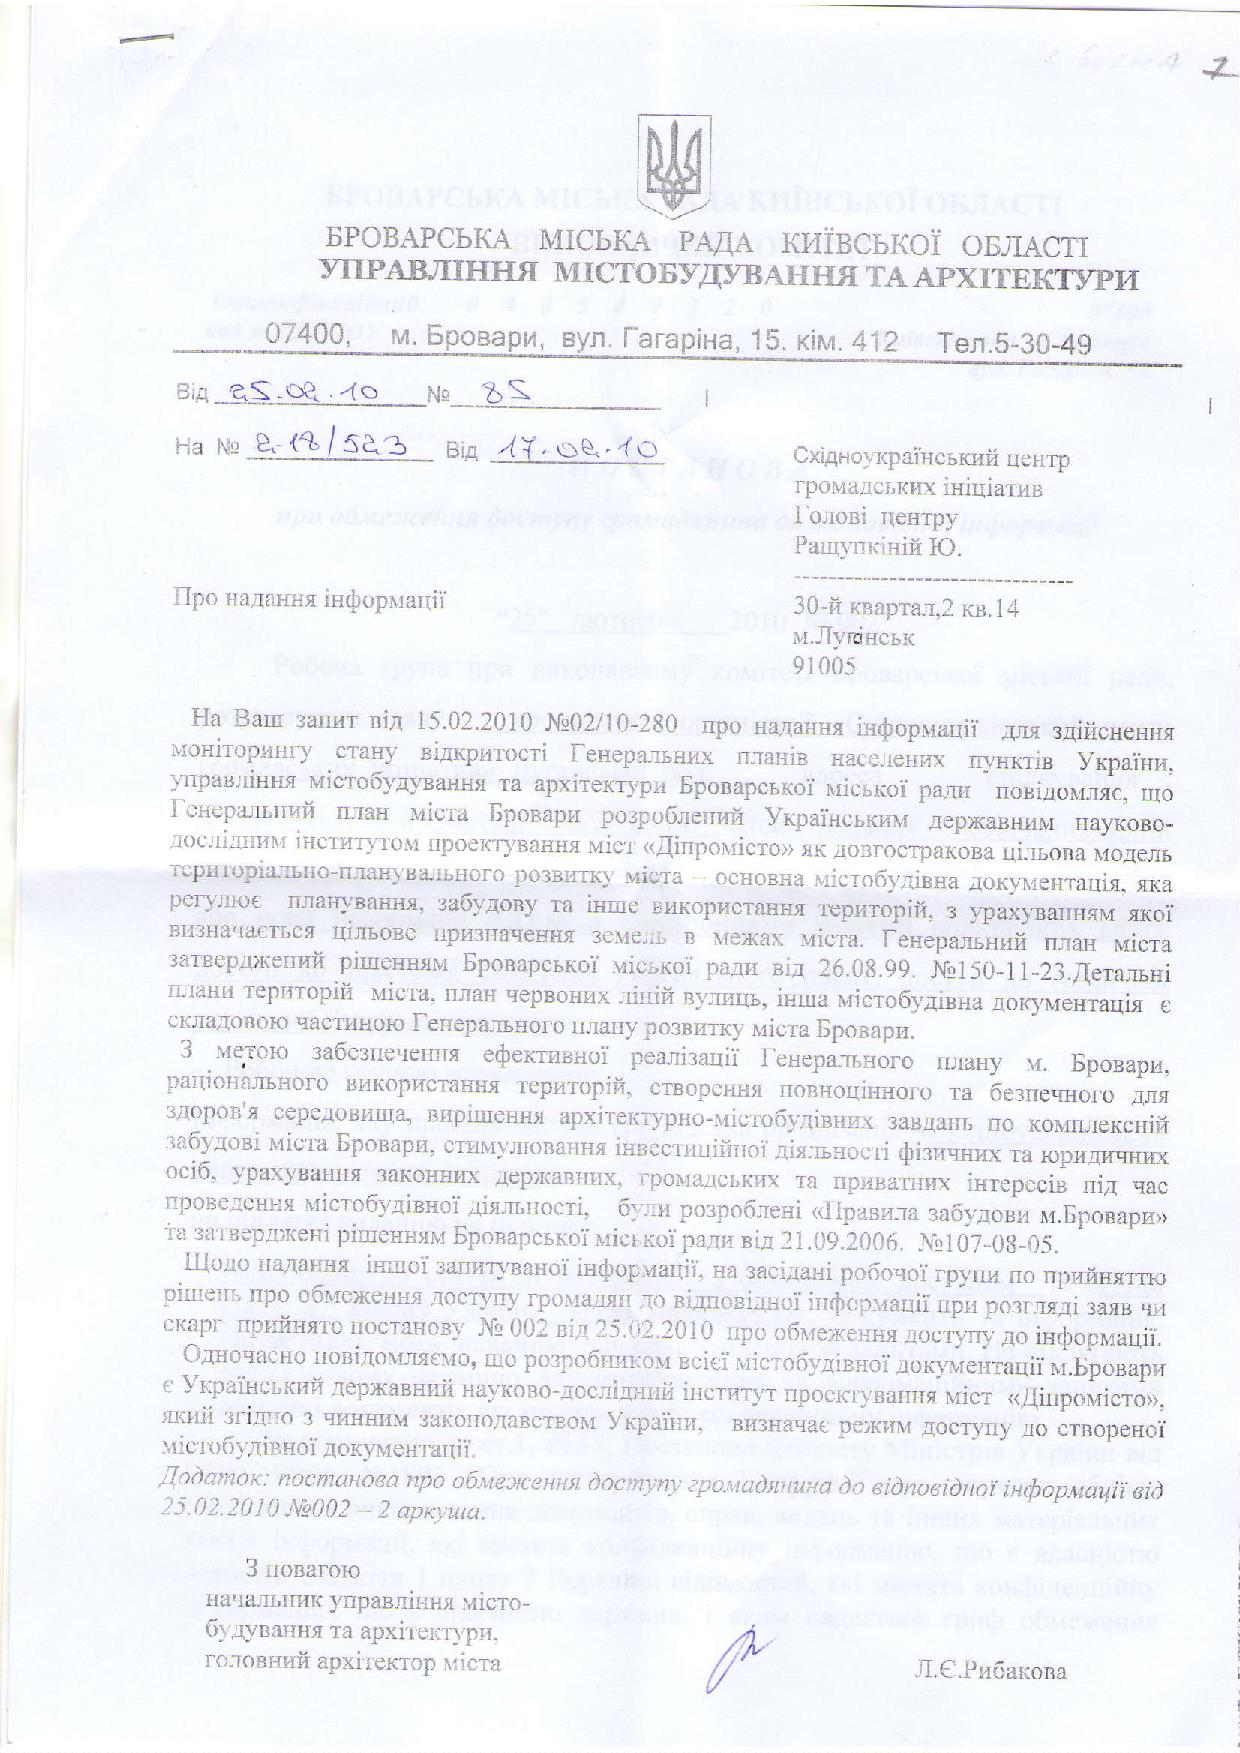 БРОВАРСЬКА МІСЬКА РАДА КИЇВСЬКОЇ ОБЛАСТІ
УПРАВЛІННЯ МІСТОБУДУВАННЯ ТА АРХІТЕКТУРИ
07400, м. Бровари, вул. Гагаріна, 15. кім. 412 Тел.5-30-49
Від 25.02.10 № 85
На № 2-18/523 Від 17.02.10
Східноукраїнський центр
громадських ініціатив
Голові центру
Ращупкіній Ю.
--------------------------------
Про надання інформації
30-й квартал,2 кв.14
м.Луганськ
91005
На Ваш запит від 15.02.2010 №02/10-280 про надання інформації для здійснення
моніторингу стану відкритості Генеральних планів населених пунктів України,
управління містобудування та архітектури Броварської міської ради повідомляє, що
Генеральний план міста Бровари розроблений Українським державним науково-
дослідним інститутом проектування міст «Діпромісто» як довгостракова цільова модель
територіально-планувального розвитку міста – основна містобудівна документація, яка
регулює планування, забудову та інше використання територій, з урахуванням якої
визначається цільове призначення земель в межах міста. Генеральний план міста
затверджений рішенням Броварської міської ради від 26.08.99. №150-11-23.Детальні
плани територій міста, план червоних ліній вулиць, інша містобудівна документація є
складовою частиною Генерального плану розвитку міста Бровари.
З метою забезпечення ефективної реалізації Генерального плану м. Бровари,
раціонального використання територій, створення повноцінного та безпечного для
здоров'я середовища, вирішення архітектурно-містобудівних завдань по комплексній
забудові міста Бровари, стимулювання інвестиційної діяльності фізичних та юридичних
осіб, урахування законних державних, громадських та приватних інтересів під час
проведення містобудівної діяльності, були розроблені «Правила забудови м.Бровари»
та затверджені рішенням Броварської міської ради від 21.09.2006. №107-08-05.
Щодо надання іншої запитуваної інформації, на засідані робочої групи по прийняттю
рішень про обмеження доступу громадян до відповідної інформації при розгляді заяв чи
скарг прийнято постанову № 002 від 25.02.2010 про обмеження доступу до інформації.
Одночасно повідомляємо, що розробником всієї містобудівної документації м.Бровари
є Український державний науково-дослідний інститут проектування міст «Діпромісто»,
який згідно з чинним законодавством України, визначає режим доступу до створеної
містобудівної документації.
Додаток: постанова про обмеження доступу громадянина до відповідної інформації від
25.02.2010 №002 – 2 аркуша.
З повагою
начальник управління місто-
будування та архітектури,
головний архітектор міста
Л.Є.Рибакова